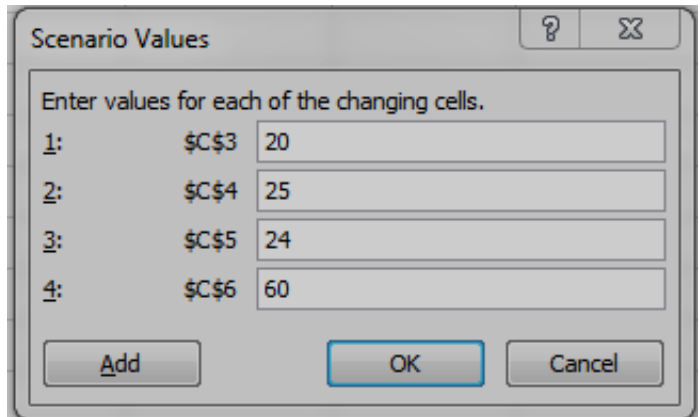 Scenario Values
Enter values for each of the changing cells.
1: $C$3 20
2: $C$4 25
3: $C$5 24
4: $C$6 60
Add OK Cancel